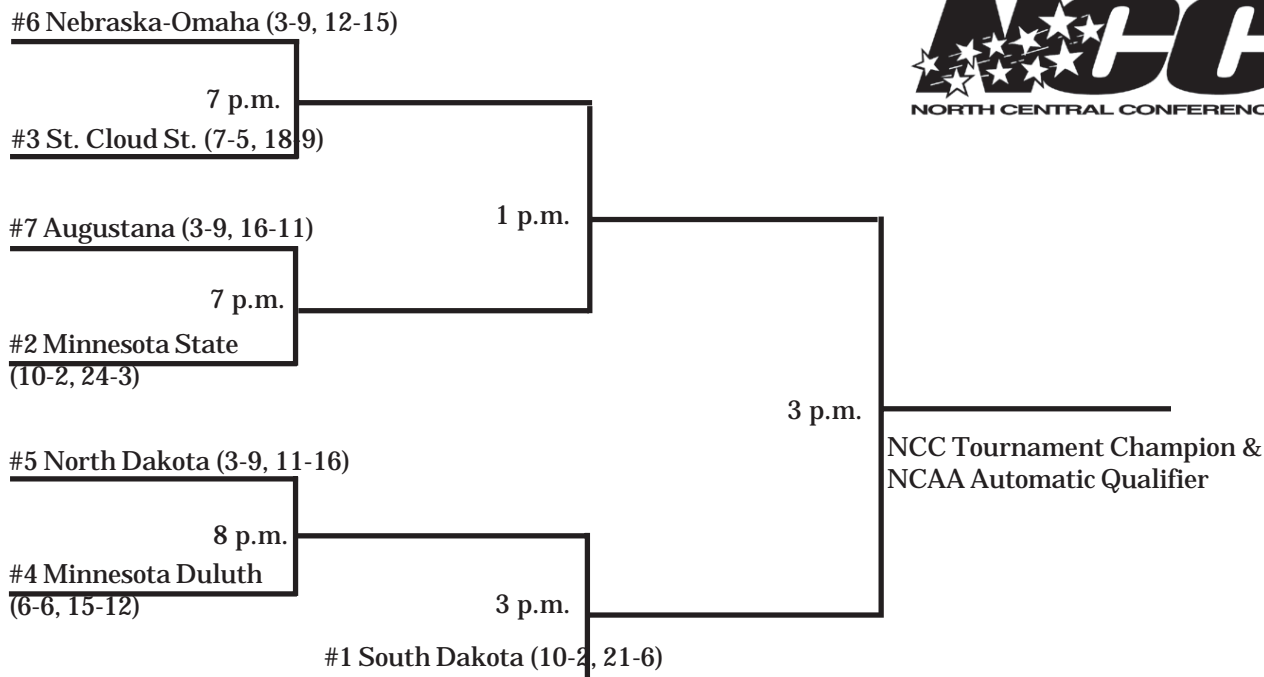 #6 Nebraska-Omaha (3-9, 12-15)
7 p.m.
#3 St. Cloud St. (7-5, 18-9)
#7 Augustana (3-9, 16-11)
7 p.m.
#2 Minnesota State
(10-2, 24-3)
1 p.m.
#5 North Dakota (3-9, 11-16)
8 p.m.
#4 Minnesota Duluth
(6-6, 15-12)
3 p.m.
#1 South Dakota (10-2, 21-6)
3 p.m.
NCC Tournament Champion &
NCAA Automatic Qualifier
NCC
NORTH CENTRAL CONFERENC